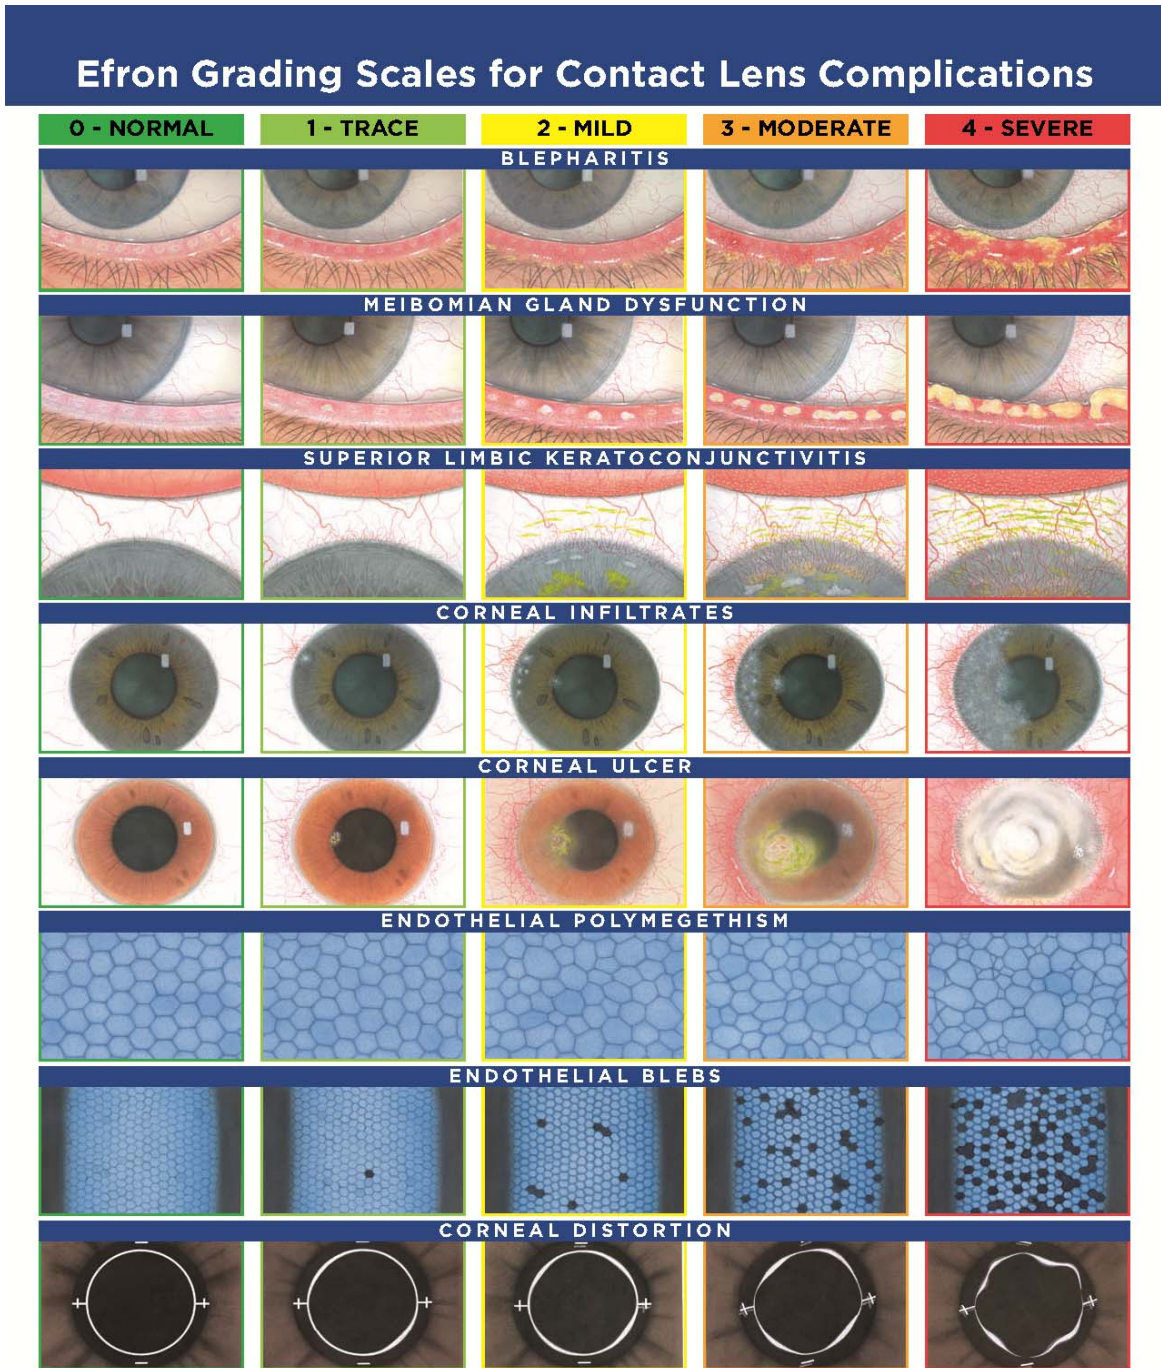 Efron Grading Scales for Contact Lens Complications
0 - NORMAL 1 - TRACE 2 - MILD 3 - MODERATE 4 - SEVERE
BLEPHARITIS
MEIBOMIAN GLAND DYSFUNCTION
SUPERIOR LIMBIC KERATOCONJUNCTIVITIS
CORNEAL INFILTRATES
CORNEAL ULCER
ENDOTHELIAL POLYMEGETHISM
ENDOTHELIAL BLEBS
CORNEAL DISTORTION